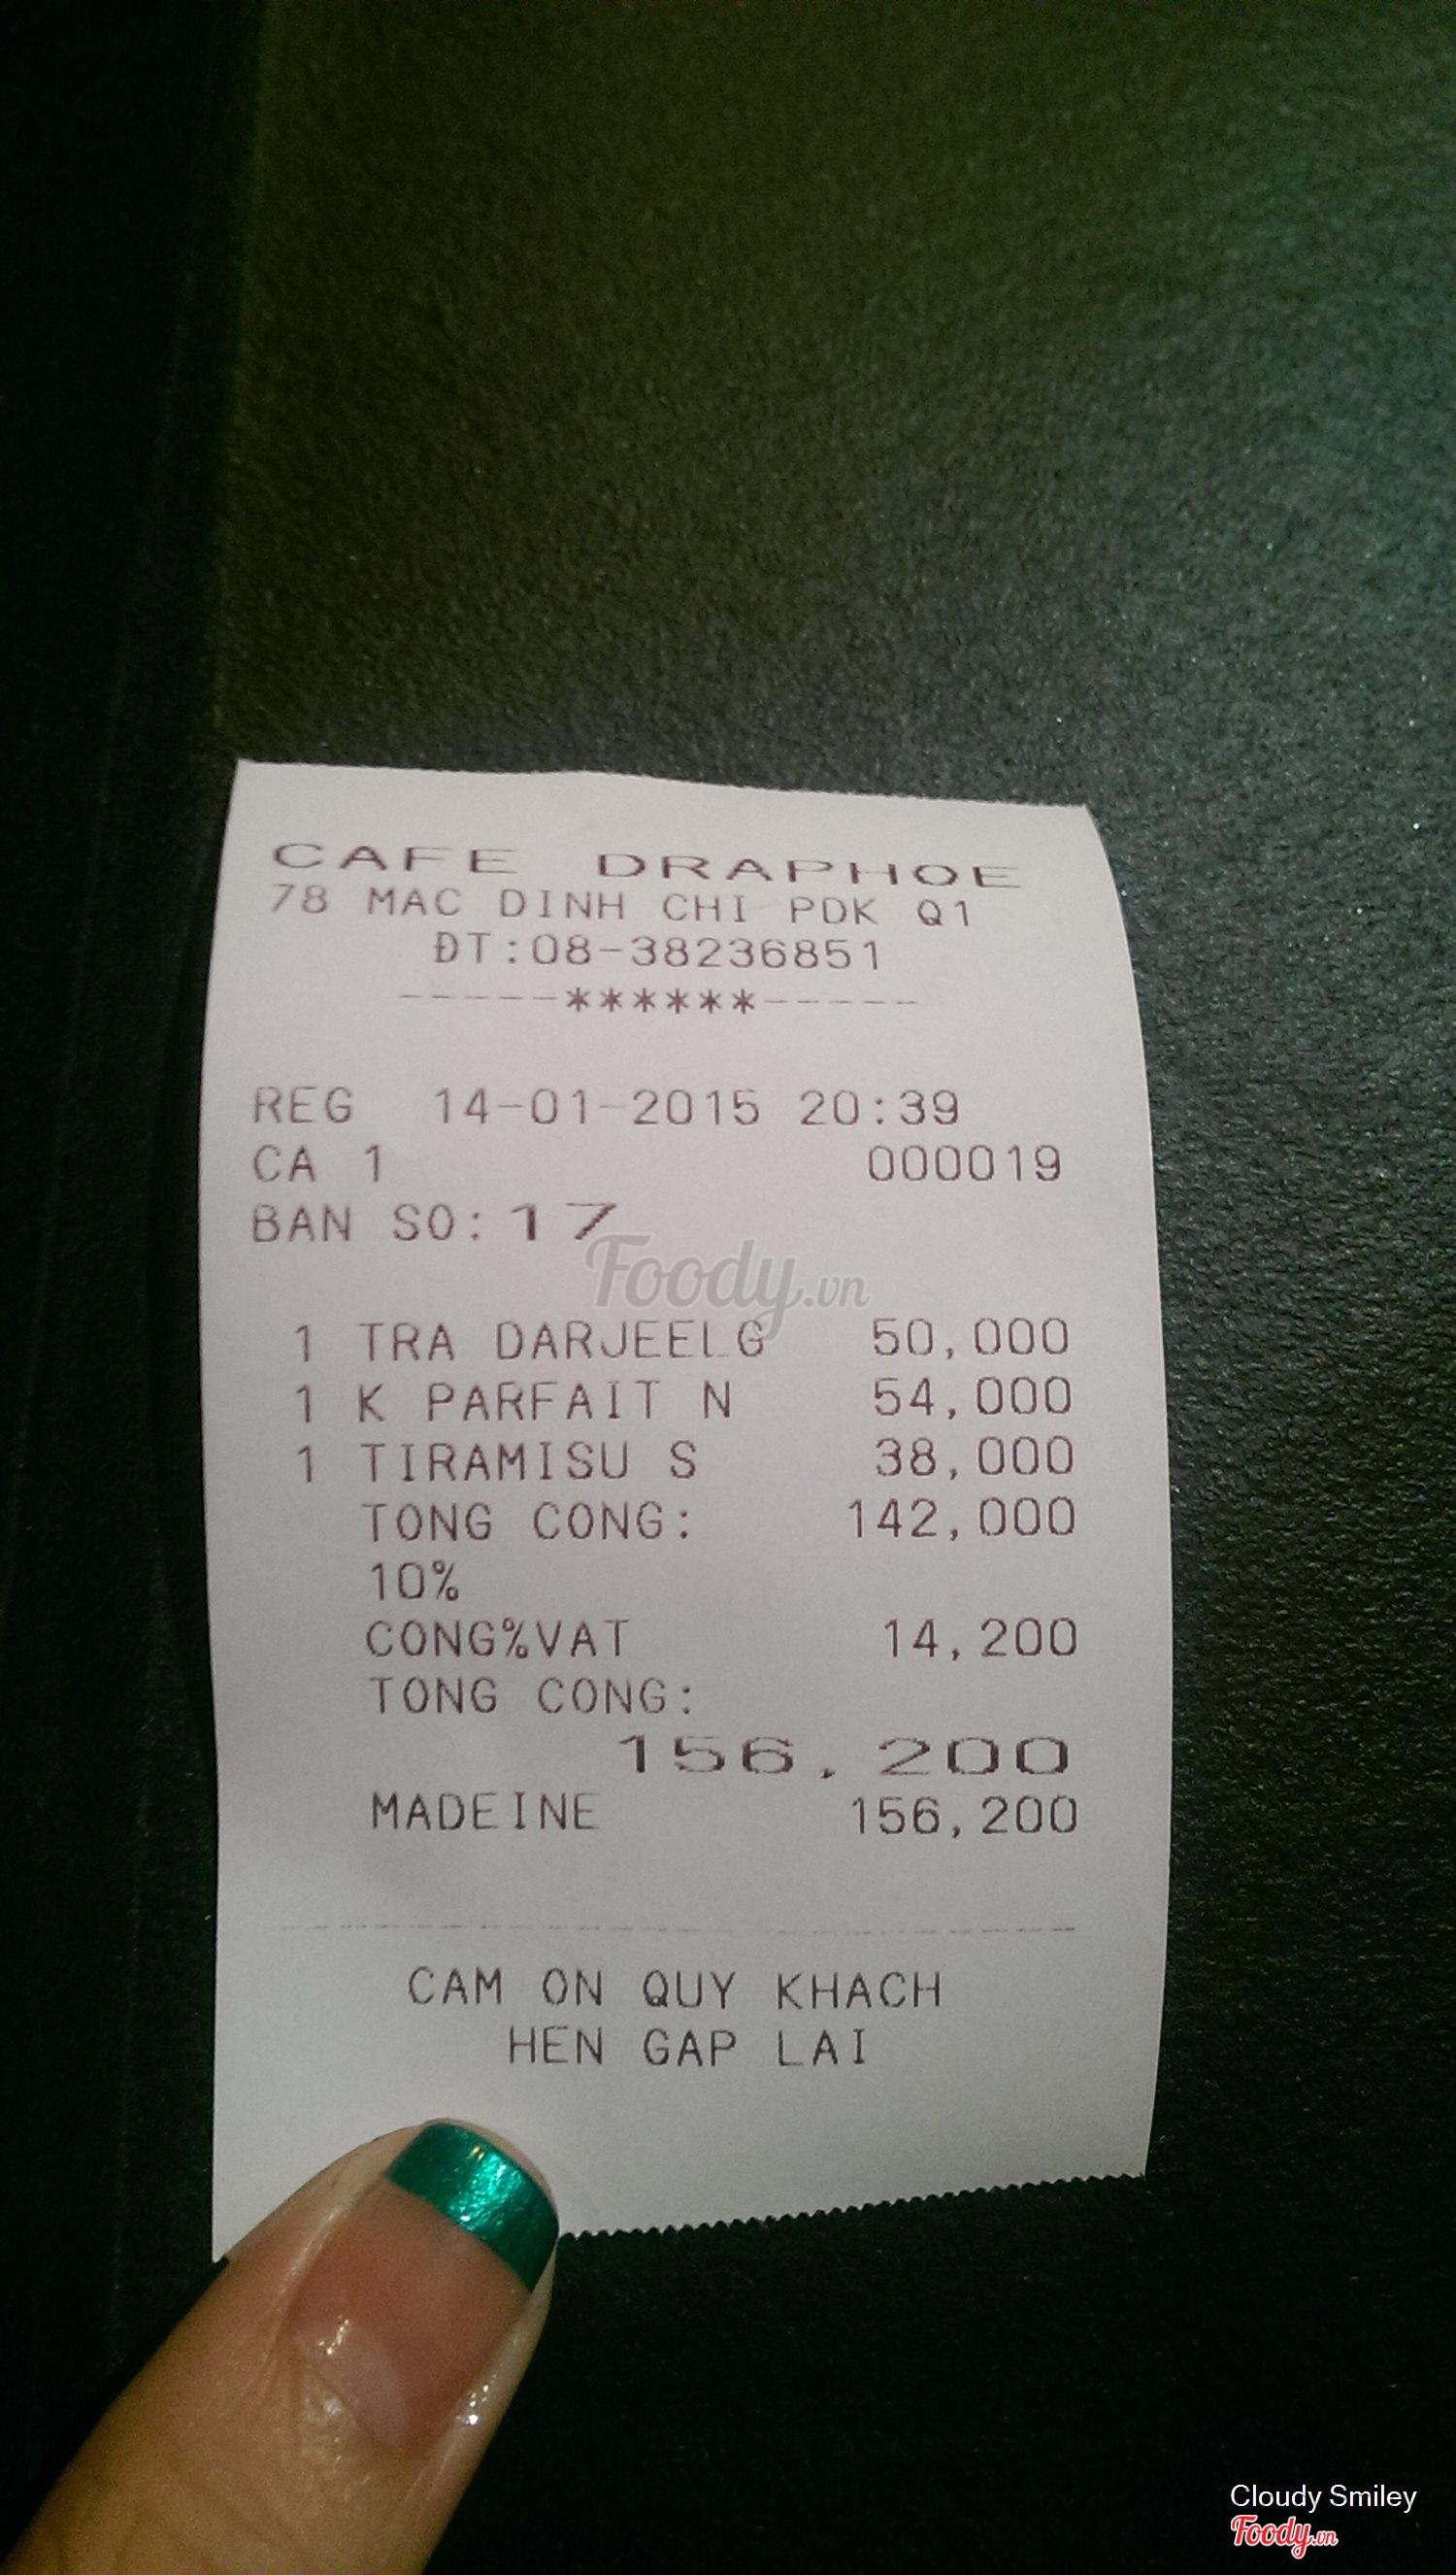 CAFE DRAPHOE
78 MAC DINH CHI PDK Q1
ĐT:08-38236851
-----******-----
REG 14-01-2015 20:39
CA 1 000019
BAN SO:17
Foody.vn
1 TRA DARJEELG 50,000
1 K PARFAIT N 54,000
1 TIRAMISU S 38,000
TONG CONG: 142,000
10%
CONG%VAT 14,200
TONG CONG:
156.200
MADEINE 156,200
CAM ON QUY KHACH
HEN GAP LAI
Cloudy Smiley
Foody.vn